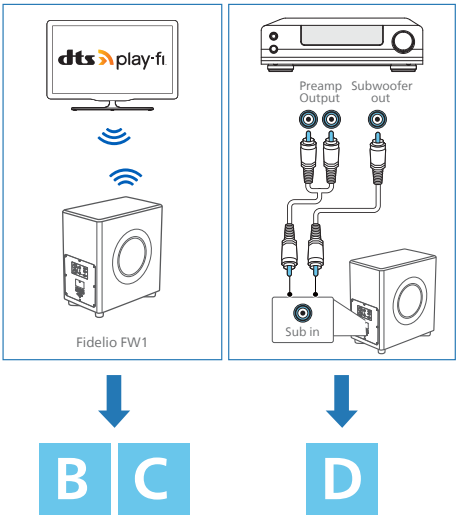 dts play-fi
Fidelio FW1
Preamp Output
Subwoofer out
Sub in
B C
D